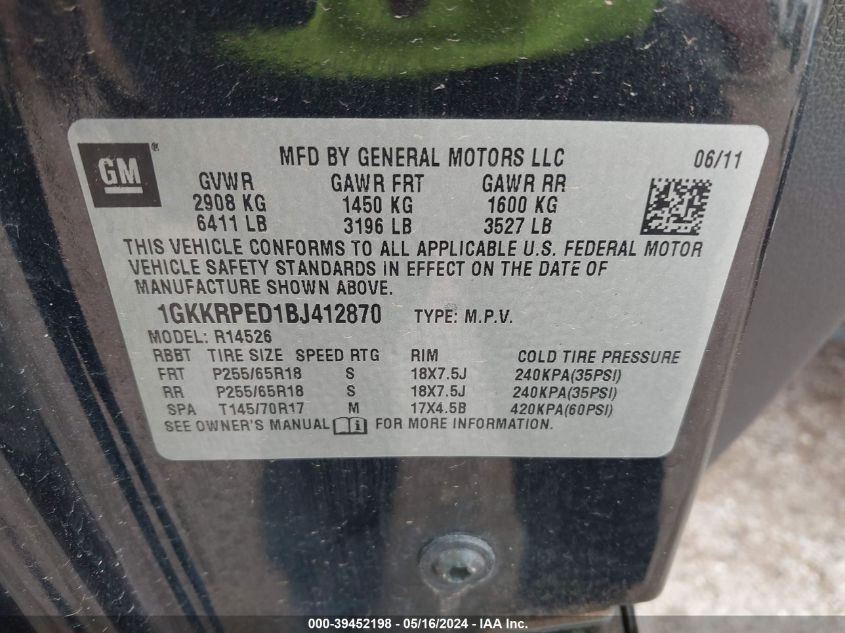 GM®
MFD BY GENERAL MOTORS LLC 06/11
GVWR GAWR FRT GAWR RR
2908 KG 1450 KG 1600 KG
6411 LB 3196 LB 3527 LB
THIS VEHICLE CONFORMS TO ALL APPLICABLE U.S. FEDERAL MOTOR
VEHICLE SAFETY STANDARDS IN EFFECT ON THE DATE OF
MANUFACTURE SHOWN ABOVE.
1GKKRPED1BJ412870 TYPE: M.P.V.
MODEL: R14526
RBBT TIRE SIZE SPEED RTG RIM COLD TIRE PRESSURE
FRT P255/65R18 S 18X7.5J 240KPA(35PSI)
RR P255/65R18 S 18X7.5J 240KPA(35PSI)
SPA T145/70R17 M 17X4.5B 420KPA(60PSI)
SEE OWNER'S MANUAL i FOR MORE INFORMATION.
000-39452198 - 05/16/2024 - IAA Inc.